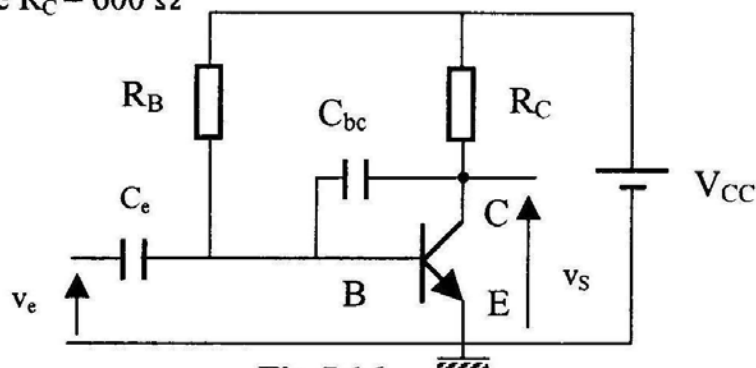 R_C = 600 Ω
R_B
C_bc
R_C
C_e
V_CC
C
v_e
B
E
v_S